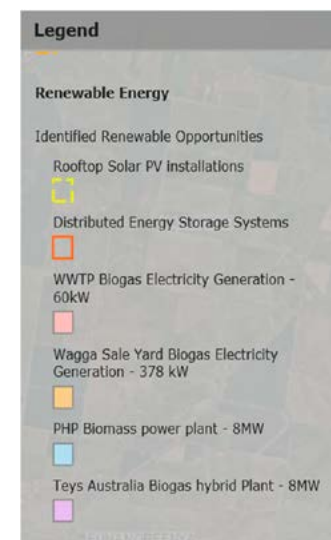 Legend
Renewable Energy
Identified Renewable Opportunities
Rooftop Solar PV installations
Distributed Energy Storage Systems
WWTP Biogas Electricity Generation -
60kW
Wagga Sale Yard Biogas Electricity
Generation - 378 kW
PHP Biomass power plant - 8MW
Teys Australia Biogas hybrid Plant - 8MW